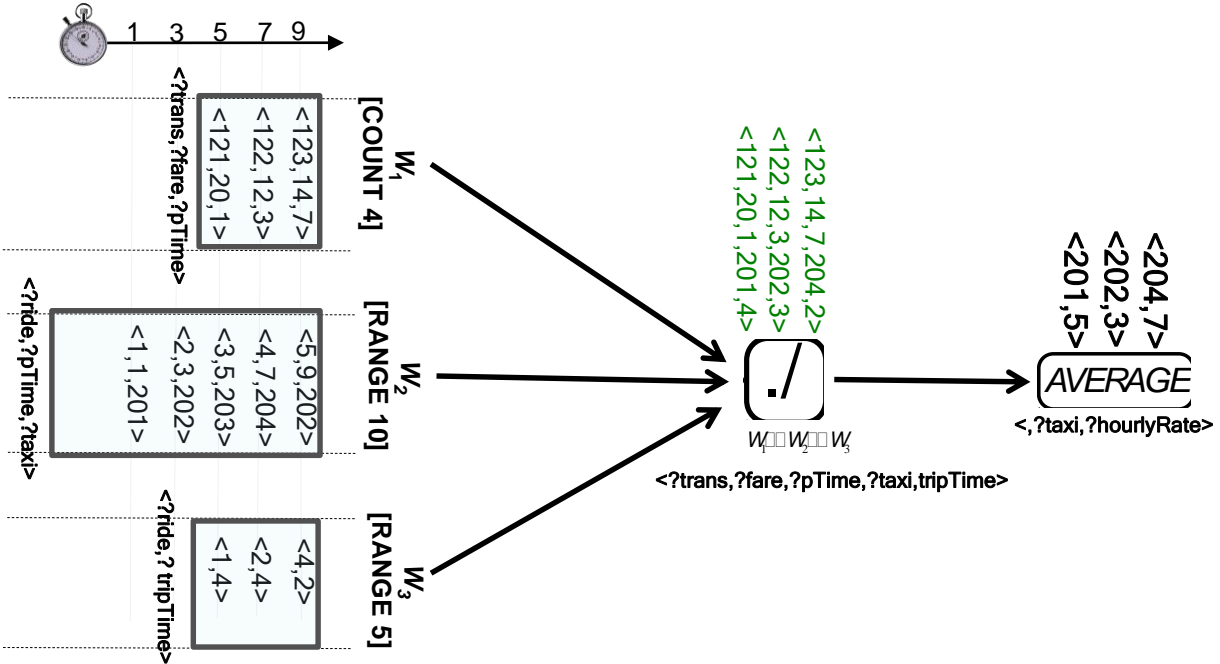 1 3 5 7 9
<?trans,?fare,?pTime>
<121,20,1>
<122,12,3>
<123,14,7>
[COUNT 4]
W1
<?ride,?pTime,?taxi>
<1,1,201>
<2,3,202>
<3,5,203>
<4,7,204>
<5,9,202>
[RANGE 10]
W2
<?ride,? tripTime>
<1,4>
<2,4>
<4,2>
[RANGE 5]
W3
<121,20,1,201,4>
<122,12,3,202,3>
<123,14,7,204,2>
./
W1□□ W2□□ W3
<?trans,?fare,?pTime,?taxi,tripTime>
<201,5>
<202,3>
<204,7>
AVERAGE
<,?taxi,?hourlyRate>